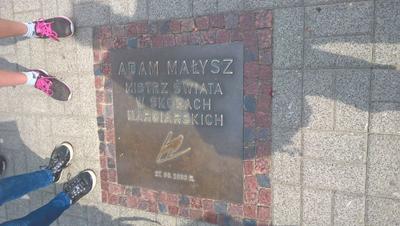 ADAM MAŁYSZ
MISTRZ ŚWIATA
W SKOKACH
NARCIARSKICH